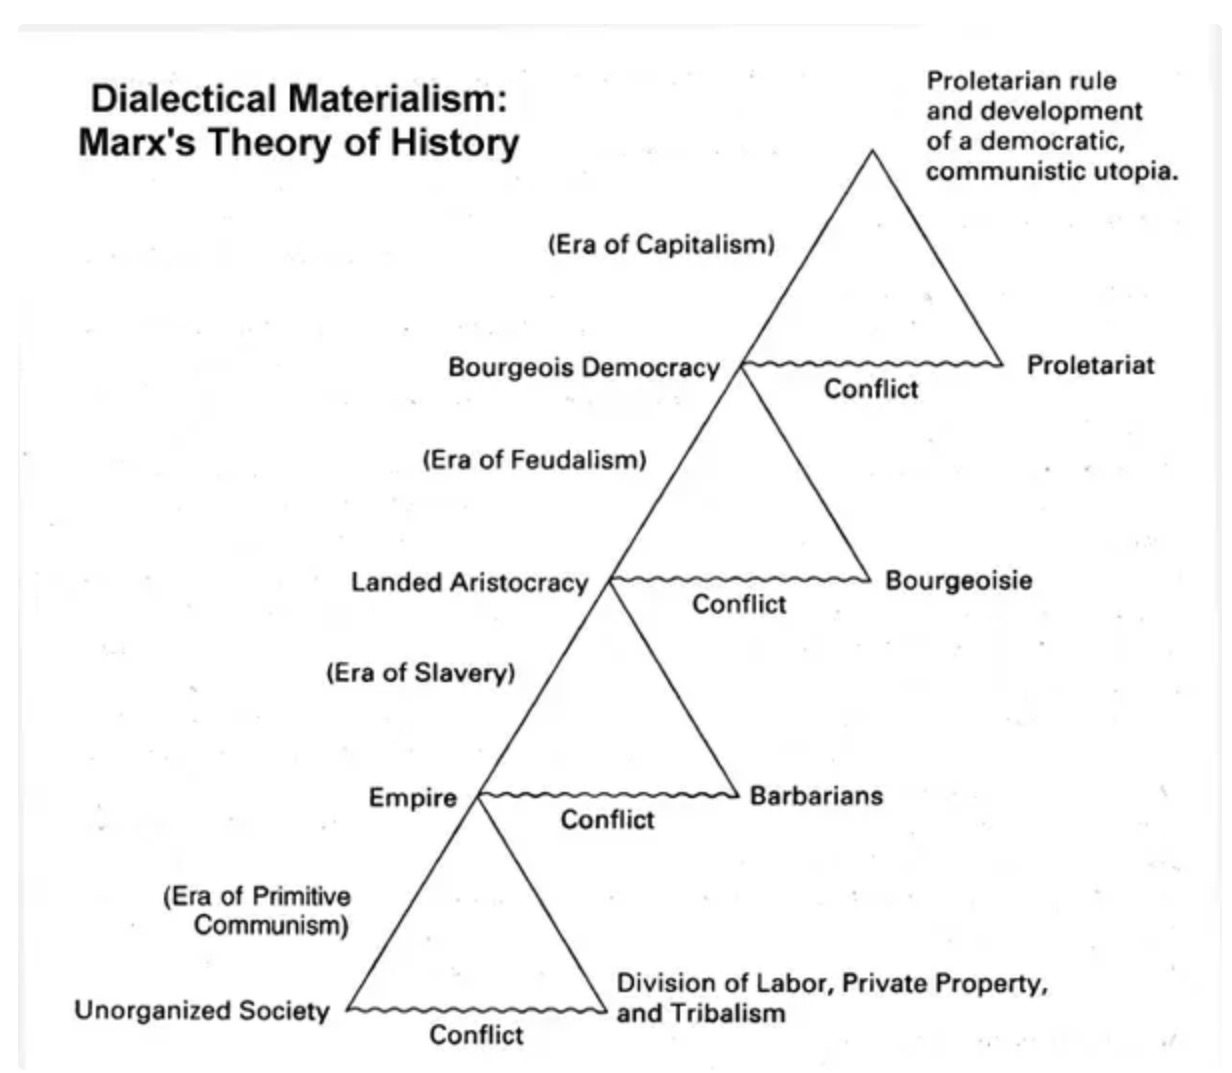 Dialectical Materialism:
Marx's Theory of History
Proletarian rule
and development
of a democratic,
communistic utopia.
(Era of Capitalism)
Bourgeois Democracy
Conflict
Proletariat
(Era of Feudalism)
Landed Aristocracy
Conflict
Bourgeoisie
(Era of Slavery)
Empire
Conflict
Barbarians
(Era of Primitive
Communism)
Unorganized Society
Conflict
Division of Labor, Private Property,
and Tribalism